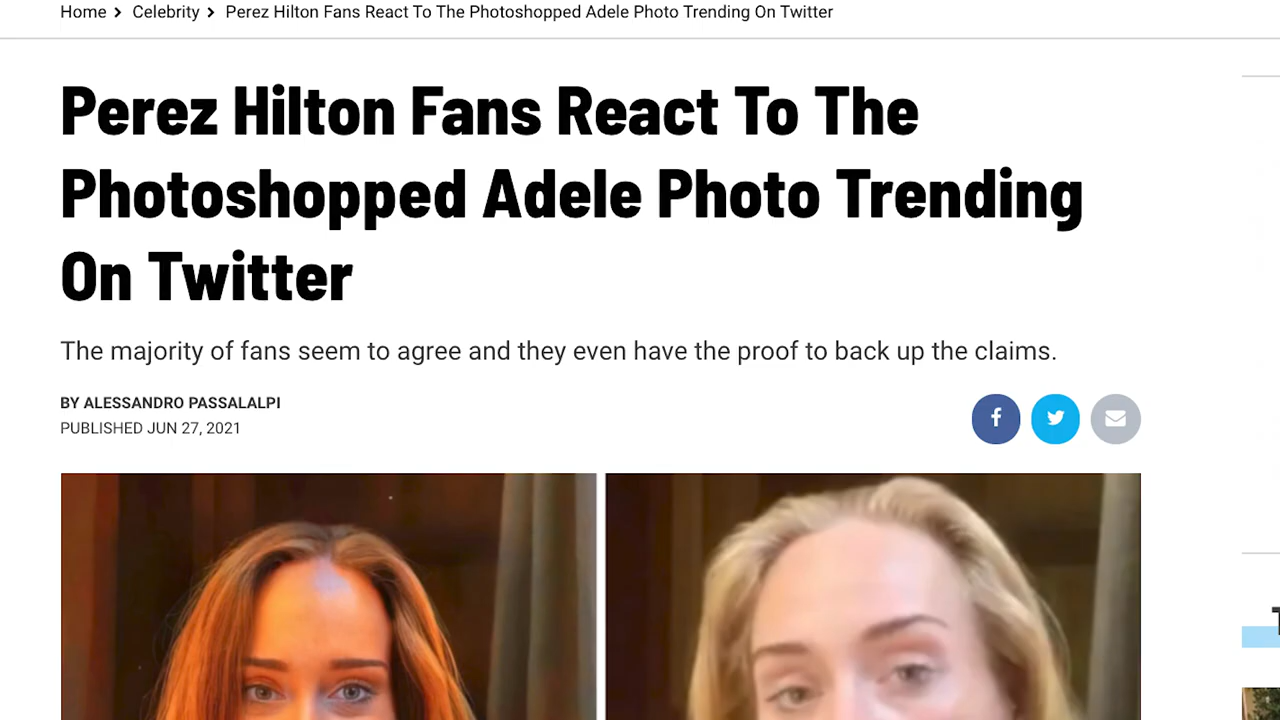 Home > Celebrity > Perez Hilton Fans React To The Photoshopped Adele Photo Trending On Twitter
Perez Hilton Fans React To The
Photoshopped Adele Photo Trending
On Twitter
The majority of fans seem to agree and they even have the proof to back up the claims.
BY ALESSANDRO PASSALALPI
PUBLISHED JUN 27, 2021